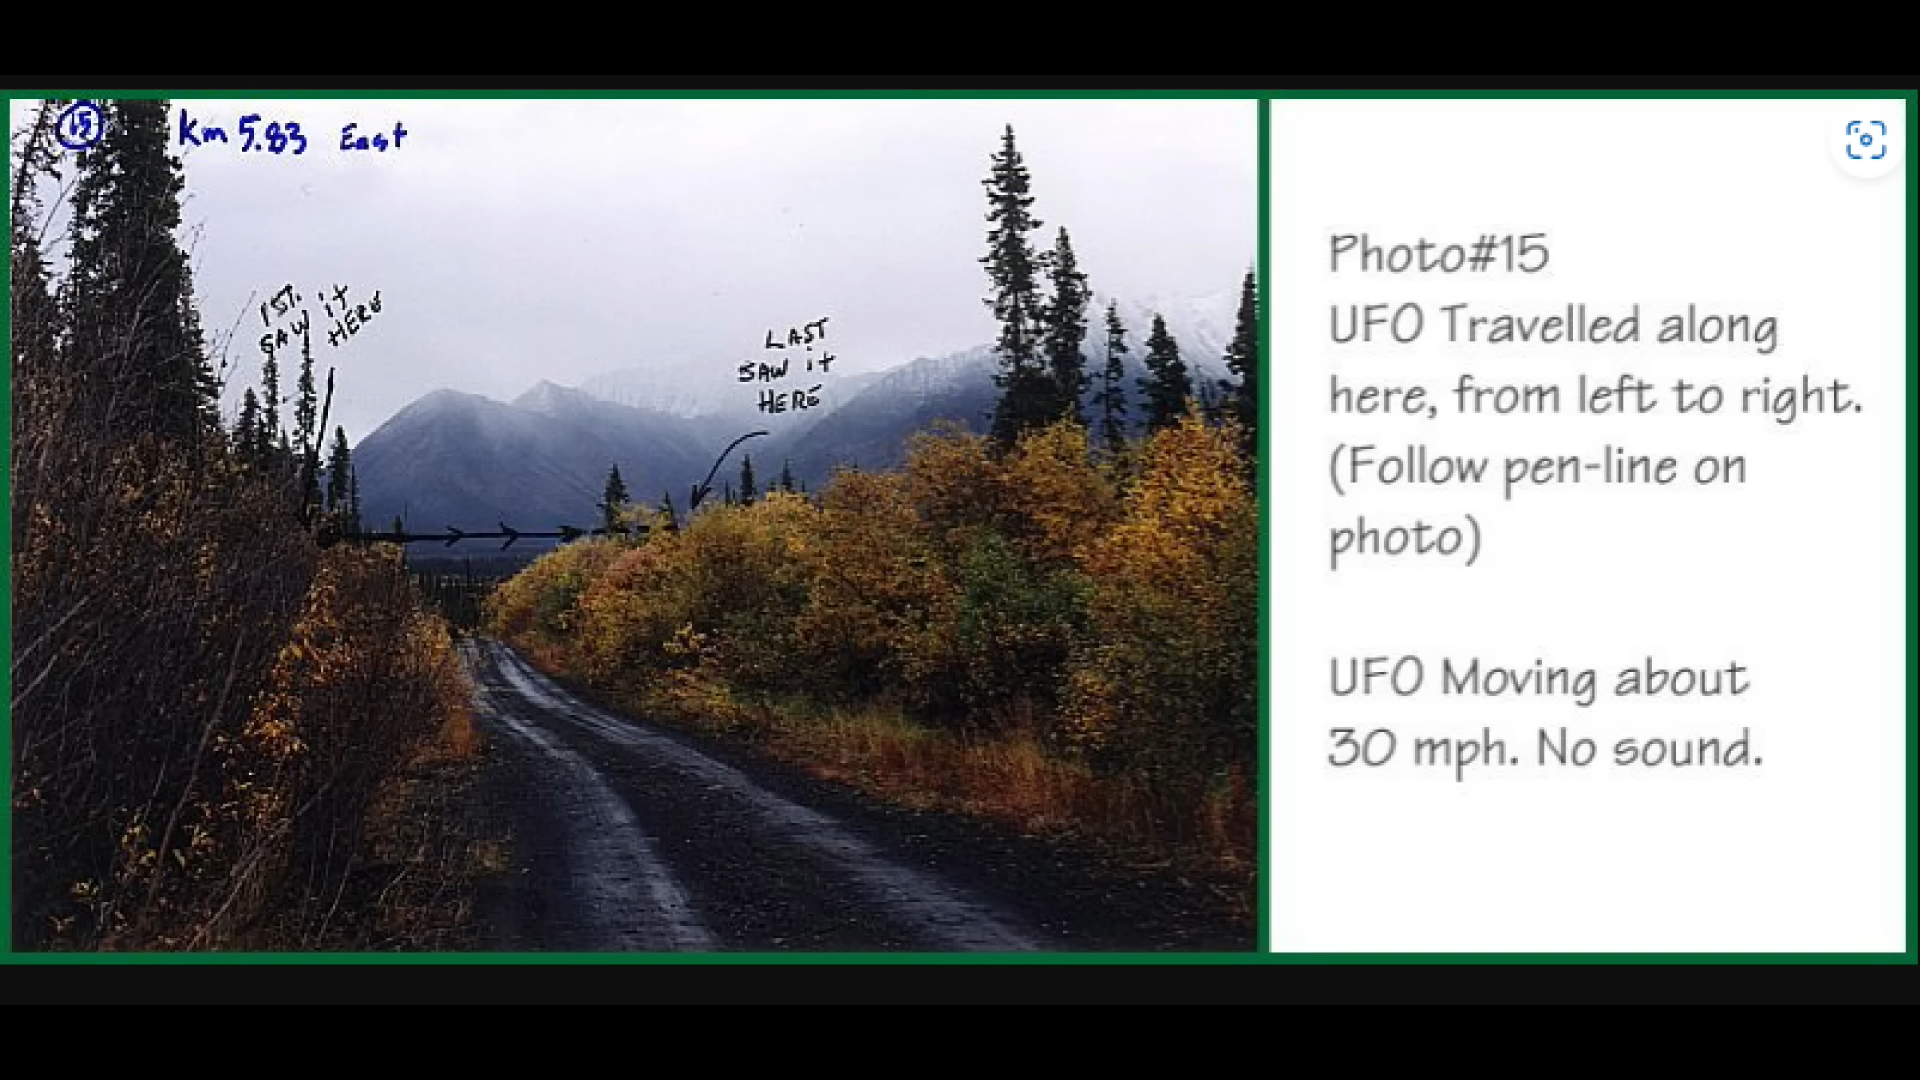 15
Km 5.83 East
1ST.
SAW it
HERE
LAST
SAW it
HERE
Photo#15
UFO Travelled along
here, from left to right.
(Follow pen-line on
photo)
UFO Moving about
30 mph. No sound.